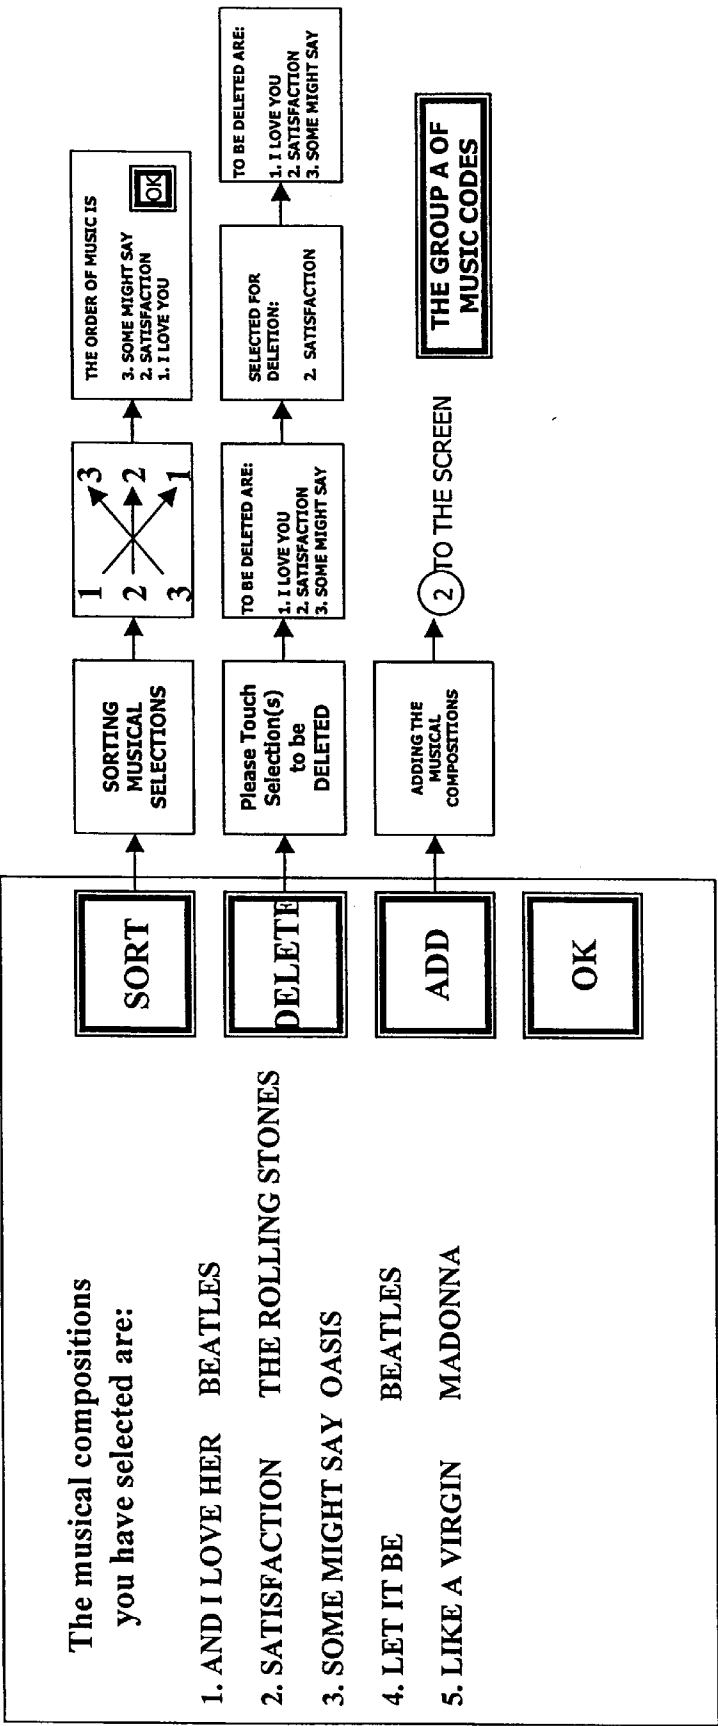 The musical compositions
you have selected are:
1. AND I LOVE HER BEATLES
2. SATISFACTION THE ROLLING STONES
3. SOME MIGHT SAY OASIS
4. LET IT BE BEATLES
5. LIKE A VIRGIN MADONNA
SORT
DELETE
ADD
OK
SORTING
MUSICAL
SELECTIONS
1 3
2 2
3 1
THE ORDER OF MUSIC IS
3. SOME MIGHT SAY
2. SATISFACTION
1. I LOVE YOU
OK
Please Touch
Selection(s)
to be
DELETED
TO BE DELETED ARE:
1. I LOVE YOU
2. SATISFACTION
3. SOME MIGHT SAY
SELECTED FOR
DELETION:
2. SATISFACTION
TO BE DELETED ARE:
1. I LOVE YOU
2. SATISFACTION
3. SOME MIGHT SAY
ADDING THE
MUSICAL
COMPOSITIONS
2 TO THE SCREEN
THE GROUP A OF
MUSIC CODES